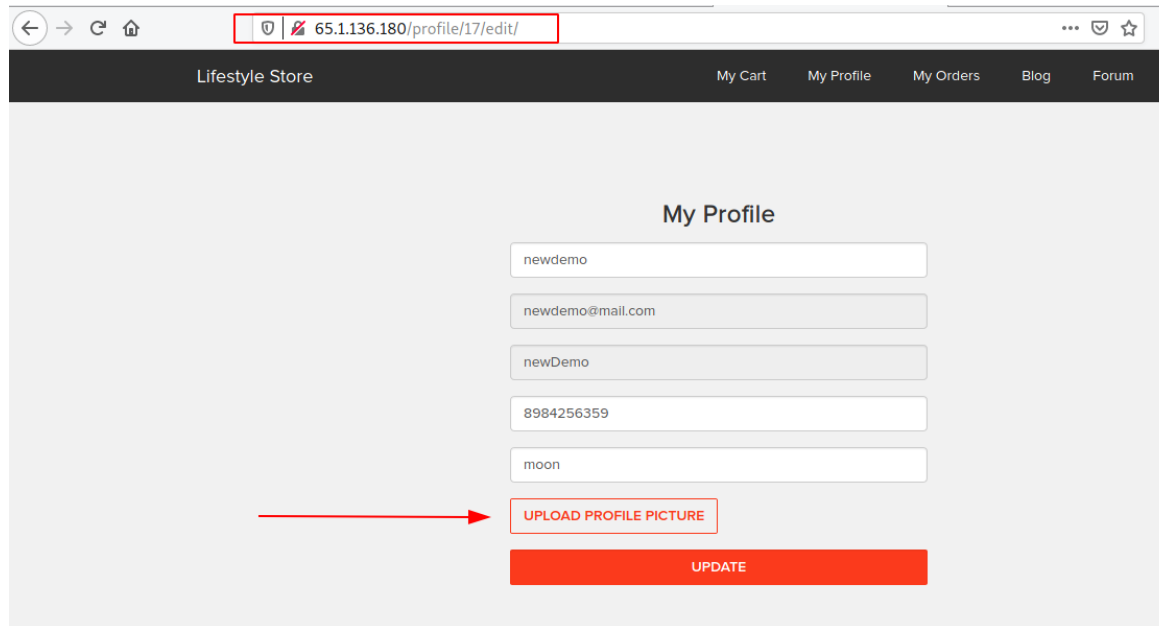 65.1.136.180/profile/17/edit/
Lifestyle Store My Cart My Profile My Orders Blog Forum
My Profile
newdemo
newdemo@mail.com
newDemo
8984256359
moon
UPLOAD PROFILE PICTURE
UPDATE